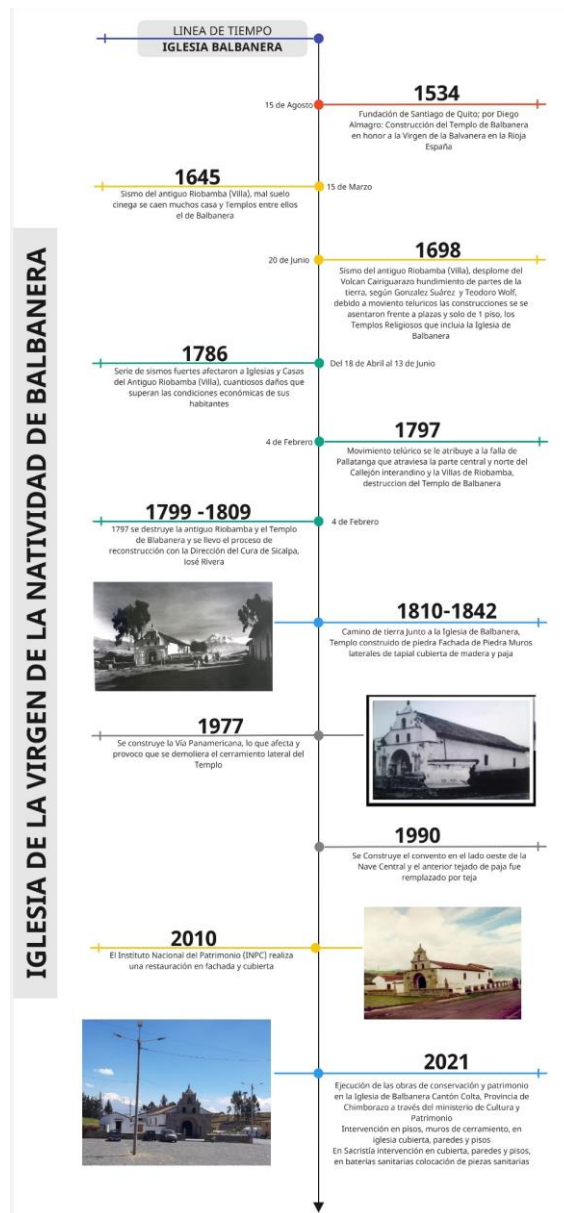 LINEA DE TIEMPO
IGLESIA BALBANERA
IGLESIA DE LA VIRGEN DE LA NATIVIDAD DE BALBANERA
15 de Agosto
1534
Fundación de Santiago de Quito; por Diego
Almagro: Construcción del Templo de Balbanera
en honor a la Virgen de la Balvanera en la Rioja
España
1645
15 de Marzo
Sismo del antiguo Riobamba (Villa), mal suelo
cinega se caen muchos casa y Templos entre ellos
el de Balbanera
20 de Junio
1698
Sismo del antiguo Riobamba (Villa), desplome del
Volcan Cairiguarazo hundimiento de partes de la
tierra, según Gonzalez Suárez y Teodoro Wolf,
debido a moviento teluricos las construcciones se se
asentaron frente a plazas y solo de 1 piso, los
Templos Religiosos que incluia la Iglesia de
Balbanera
1786
Del 18 de Abril al 13 de Junio
Serie de sismos fuertes afectaron a Iglesias y Casas
del Antiguo Riobamba (Villa), cuantiosos daños que
superan las condiciones económicas de sus
habitantes
4 de Febrero
1797
Movimiento telúrico se le atribuye a la falla de
Pallatanga que atraviesa la parte central y norte del
Callejón interandino y la Villas de Riobamba,
destruccion del Templo de Balbanera
1799 -1809
4 de Febrero
1797 se destruye la antiguo Riobamba y el Templo
de Blabanera y se llevo el proceso de
reconstrucción con la Dirección del Cura de Sicalpa,
José Rivera
1810-1842
Camino de tierra Junto a la Iglesia de Balbanera,
Templo construido de piedra Fachada de Piedra Muros
laterales de tapial cubierta de madera y paja
1977
Se construye la Vía Panamericana, lo que afecta y
provoco que se demoliera el cerramiento lateral del
Templo
1990
Se Construye el convento en el lado oeste de la
Nave Central y el anterior tejado de paja fue
remplazado por teja
2010
El Instituto Nacional del Patrimonio (INPC) realiza
una restauración en fachada y cubierta
2021
Ejecución de las obras de conservación y patrimonio
en la Iglesia de Balbanera Cantón Colta, Provincia de
Chimborazo a través del ministerio de Cultura y
Patrimonio
Intervención en pisos, muros de cerramiento, en
iglesia cubierta, paredes y pisos
En Sacristía intervención en cubierta, paredes y pisos,
en baterias sanitarias colocación de piezas sanitarias